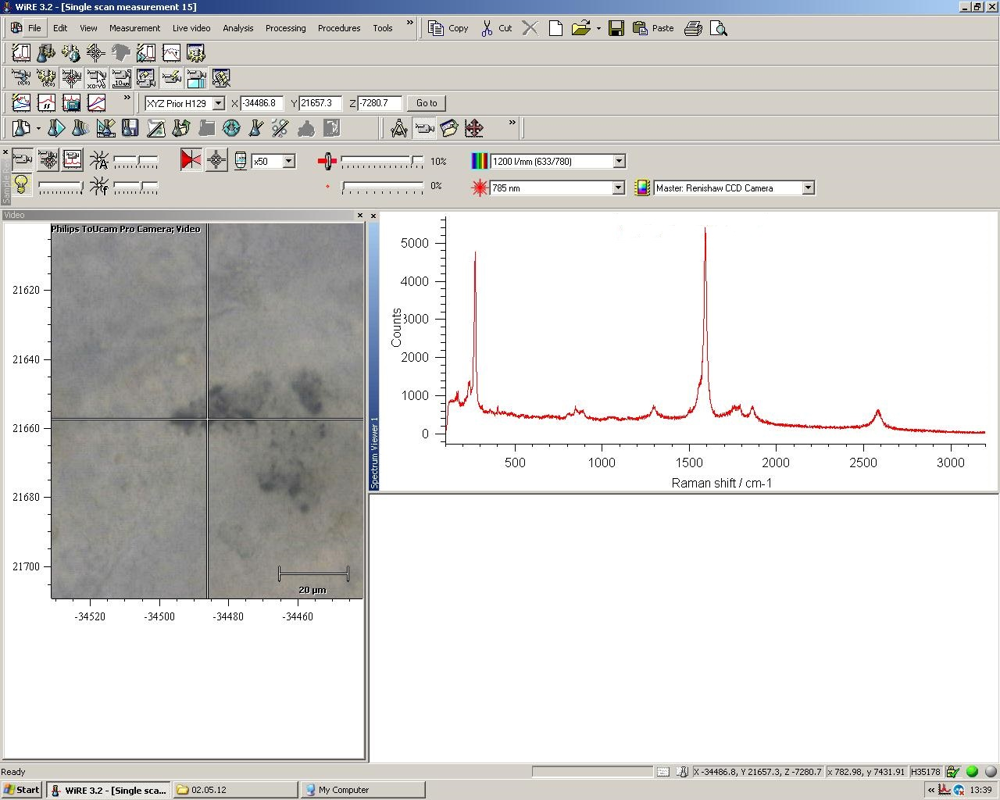 WiRE 3.2 - [Single scan measurement 15]
File Edit View Measurement Live video Analysis Processing Procedures Tools » Copy Cut Paste
» XYZ Prior H129 X -34486.8 Y 21657.3 Z -7280.7 Go to
»
x50 10% 1200 l/mm (633/780)
0% 785 nm Master: Renishaw CCD Camera
Sample Re
Video
Philips ToUcam Pro Camera; Video
21620
21640
21660
21680
21700
20 µm
-34520 -34500 -34480 -34460
Spectrum Viewer 1
Counts
5000
4000
3000
2000
1000
0
500 1000 1500 2000 2500 3000
Raman shift / cm-1
Ready X -34486.8, Y 21657.3, Z -7280.7 x 782.98, y 7431.91 H35178
Start WiRE 3.2 - [Single sca... 02.05.12 My Computer « 13:39